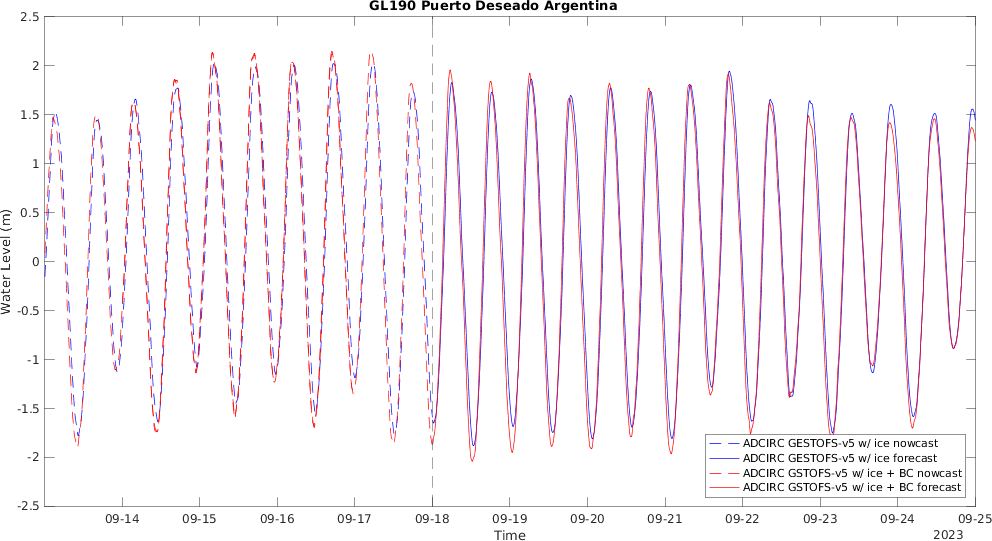 GL190 Puerto Deseado Argentina
2.5
2
1.5
1
0.5
0
-0.5
-1
-1.5
-2
-2.5
Water Level (m)
09-14 09-15 09-16 09-17 09-18 09-19 09-20 09-21 09-22 09-23 09-24 09-25
Time
2023
ADCIRC GESTOFS-v5 w/ ice nowcast
ADCIRC GESTOFS-v5 w/ ice forecast
ADCIRC GSTOFS-v5 w/ ice + BC nowcast
ADCIRC GSTOFS-v5 w/ ice + BC forecast